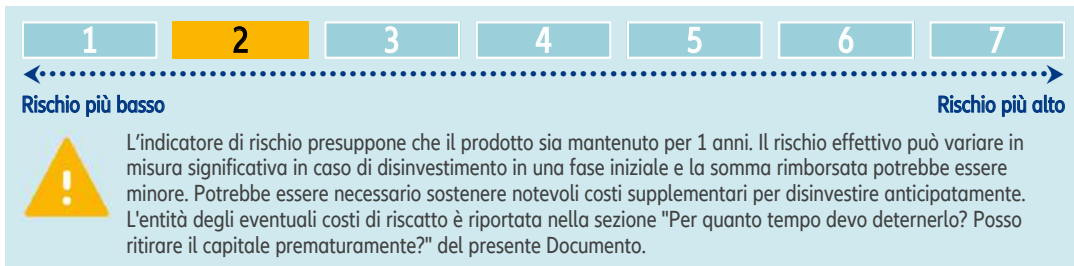 1 2 3 4 5 6 7
Rischio più basso Rischio più alto
L'indicatore di rischio presuppone che il prodotto sia mantenuto per 1 anni. Il rischio effettivo può variare in
misura significativa in caso di disinvestimento in una fase iniziale e la somma rimborsata potrebbe essere
minore. Potrebbe essere necessario sostenere notevoli costi supplementari per disinvestire anticipatamente.
L'entità degli eventuali costi di riscatto è riportata nella sezione "Per quanto tempo devo deternerlo? Posso
ritirare il capitale prematuramente?" del presente Documento.